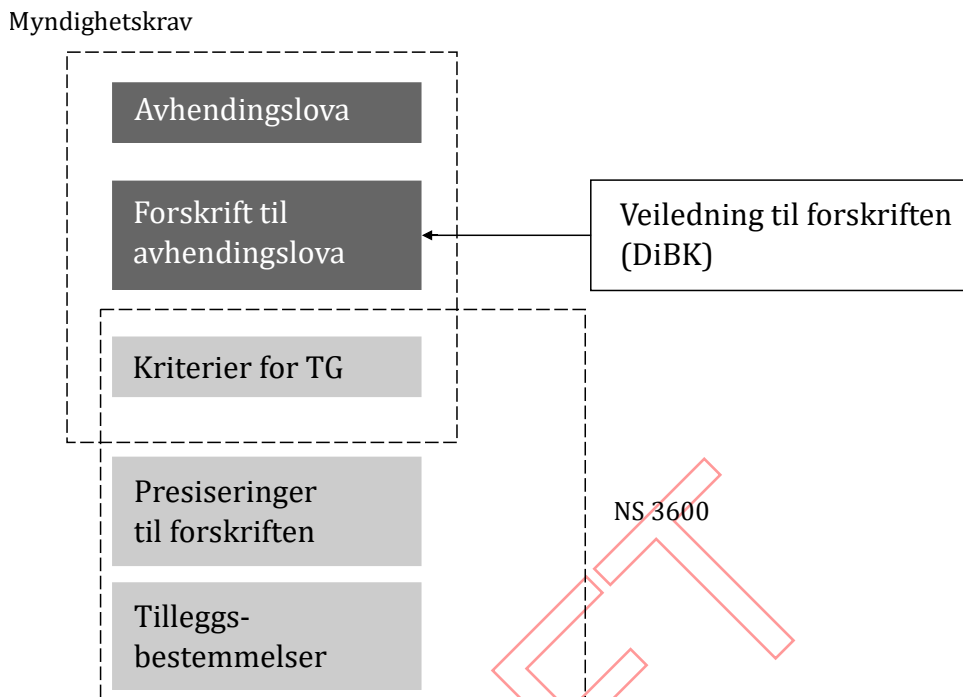 Myndighetskrav
Avhendingslova
Forskrift til
avhendingslova
Veiledning til forskriften
(DiBK)
Kriterier for TG
Presiseringer
til forskriften
NS 3600
Tilleggs-
bestemmelser